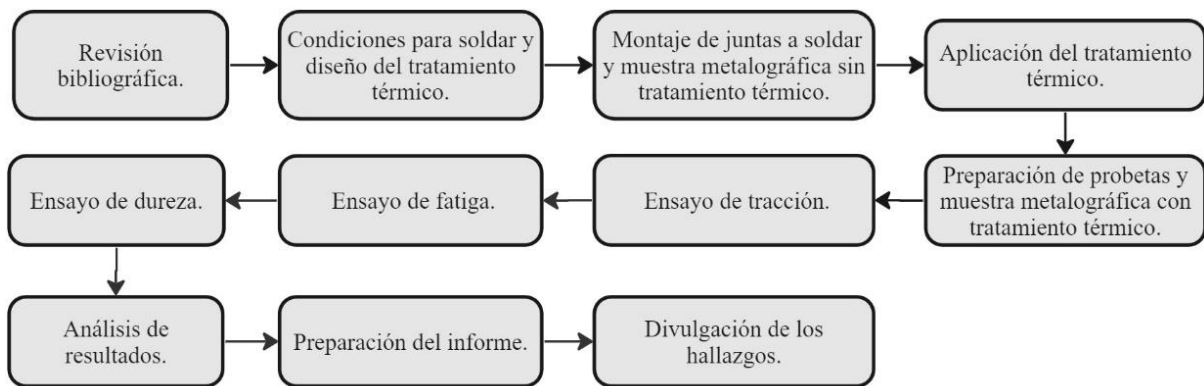 Revisión
bibliográfica.
Condiciones para soldar y
diseño del tratamiento
térmico.
Montaje de juntas a soldar
y muestra metalográfica sin
tratamiento térmico.
Aplicación del tratamiento
térmico.
Preparación de probetas y
muestra metalográfica con
tratamiento térmico.
Ensayo de tracción.
Ensayo de fatiga.
Ensayo de dureza.
Análisis de
resultados.
Preparación del informe.
Divulgación de los
hallazgos.